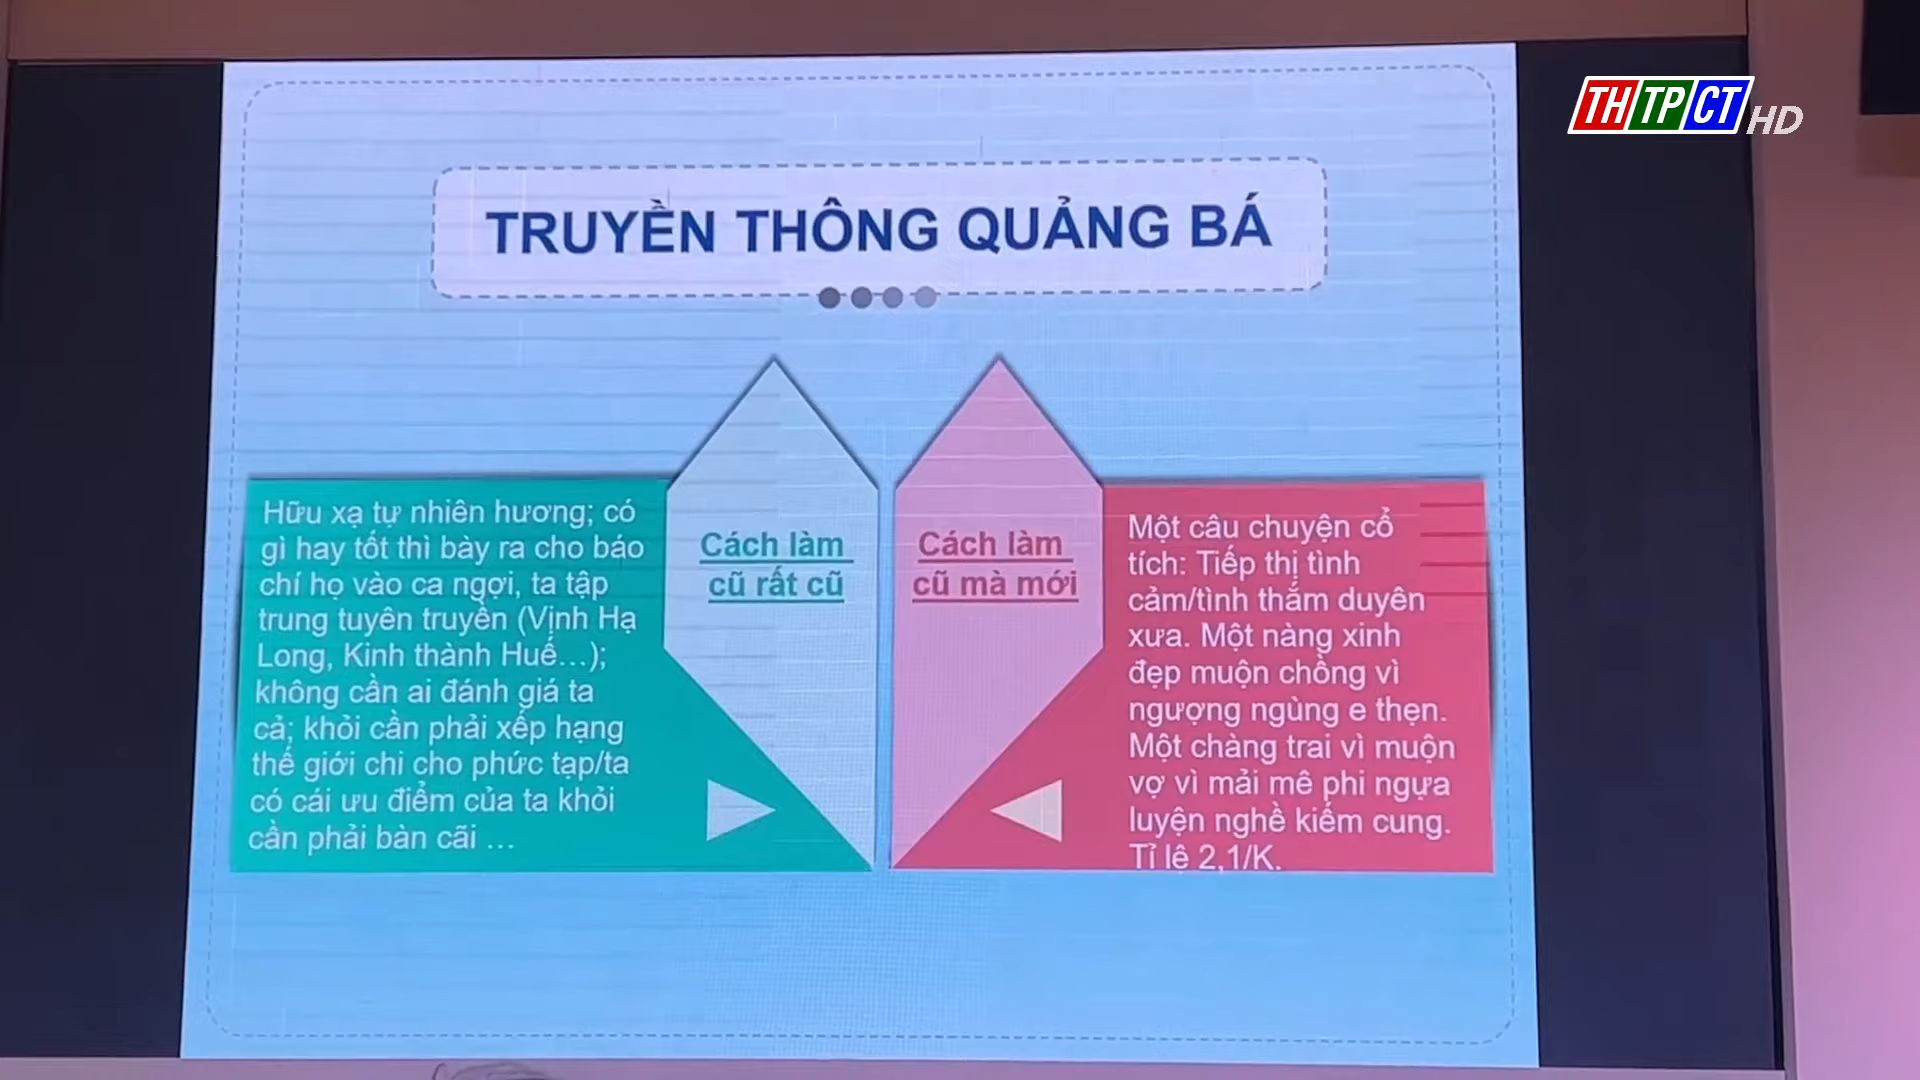 THTPCT HD
TRUYỀN THÔNG QUẢNG BÁ
Hữu xạ tự nhiên hương; có
gì hay tốt thì bày ra cho báo
chí họ vào ca ngợi, ta tập
trung tuyên truyền (Vịnh Hạ
Long, Kinh thành Huế...);
không cần ai đánh giá ta
cả; khỏi cần phải xếp hạng
thế giới chi cho phức tạp/ta
có cái ưu điểm của ta khỏi
cần phải bàn cãi ...
Cách làm
cũ rất cũ
Cách làm
cũ mà mới
Một câu chuyện cổ
tích: Tiếp thị tình
cảm/tình thắm duyên
xưa. Một nàng xinh
đẹp muộn chồng vì
ngượng ngùng e thẹn.
Một chàng trai vì muộn
vợ vì mải mê phi ngựa
luyện nghề kiếm cung.
Tỉ lệ 2,1/K.